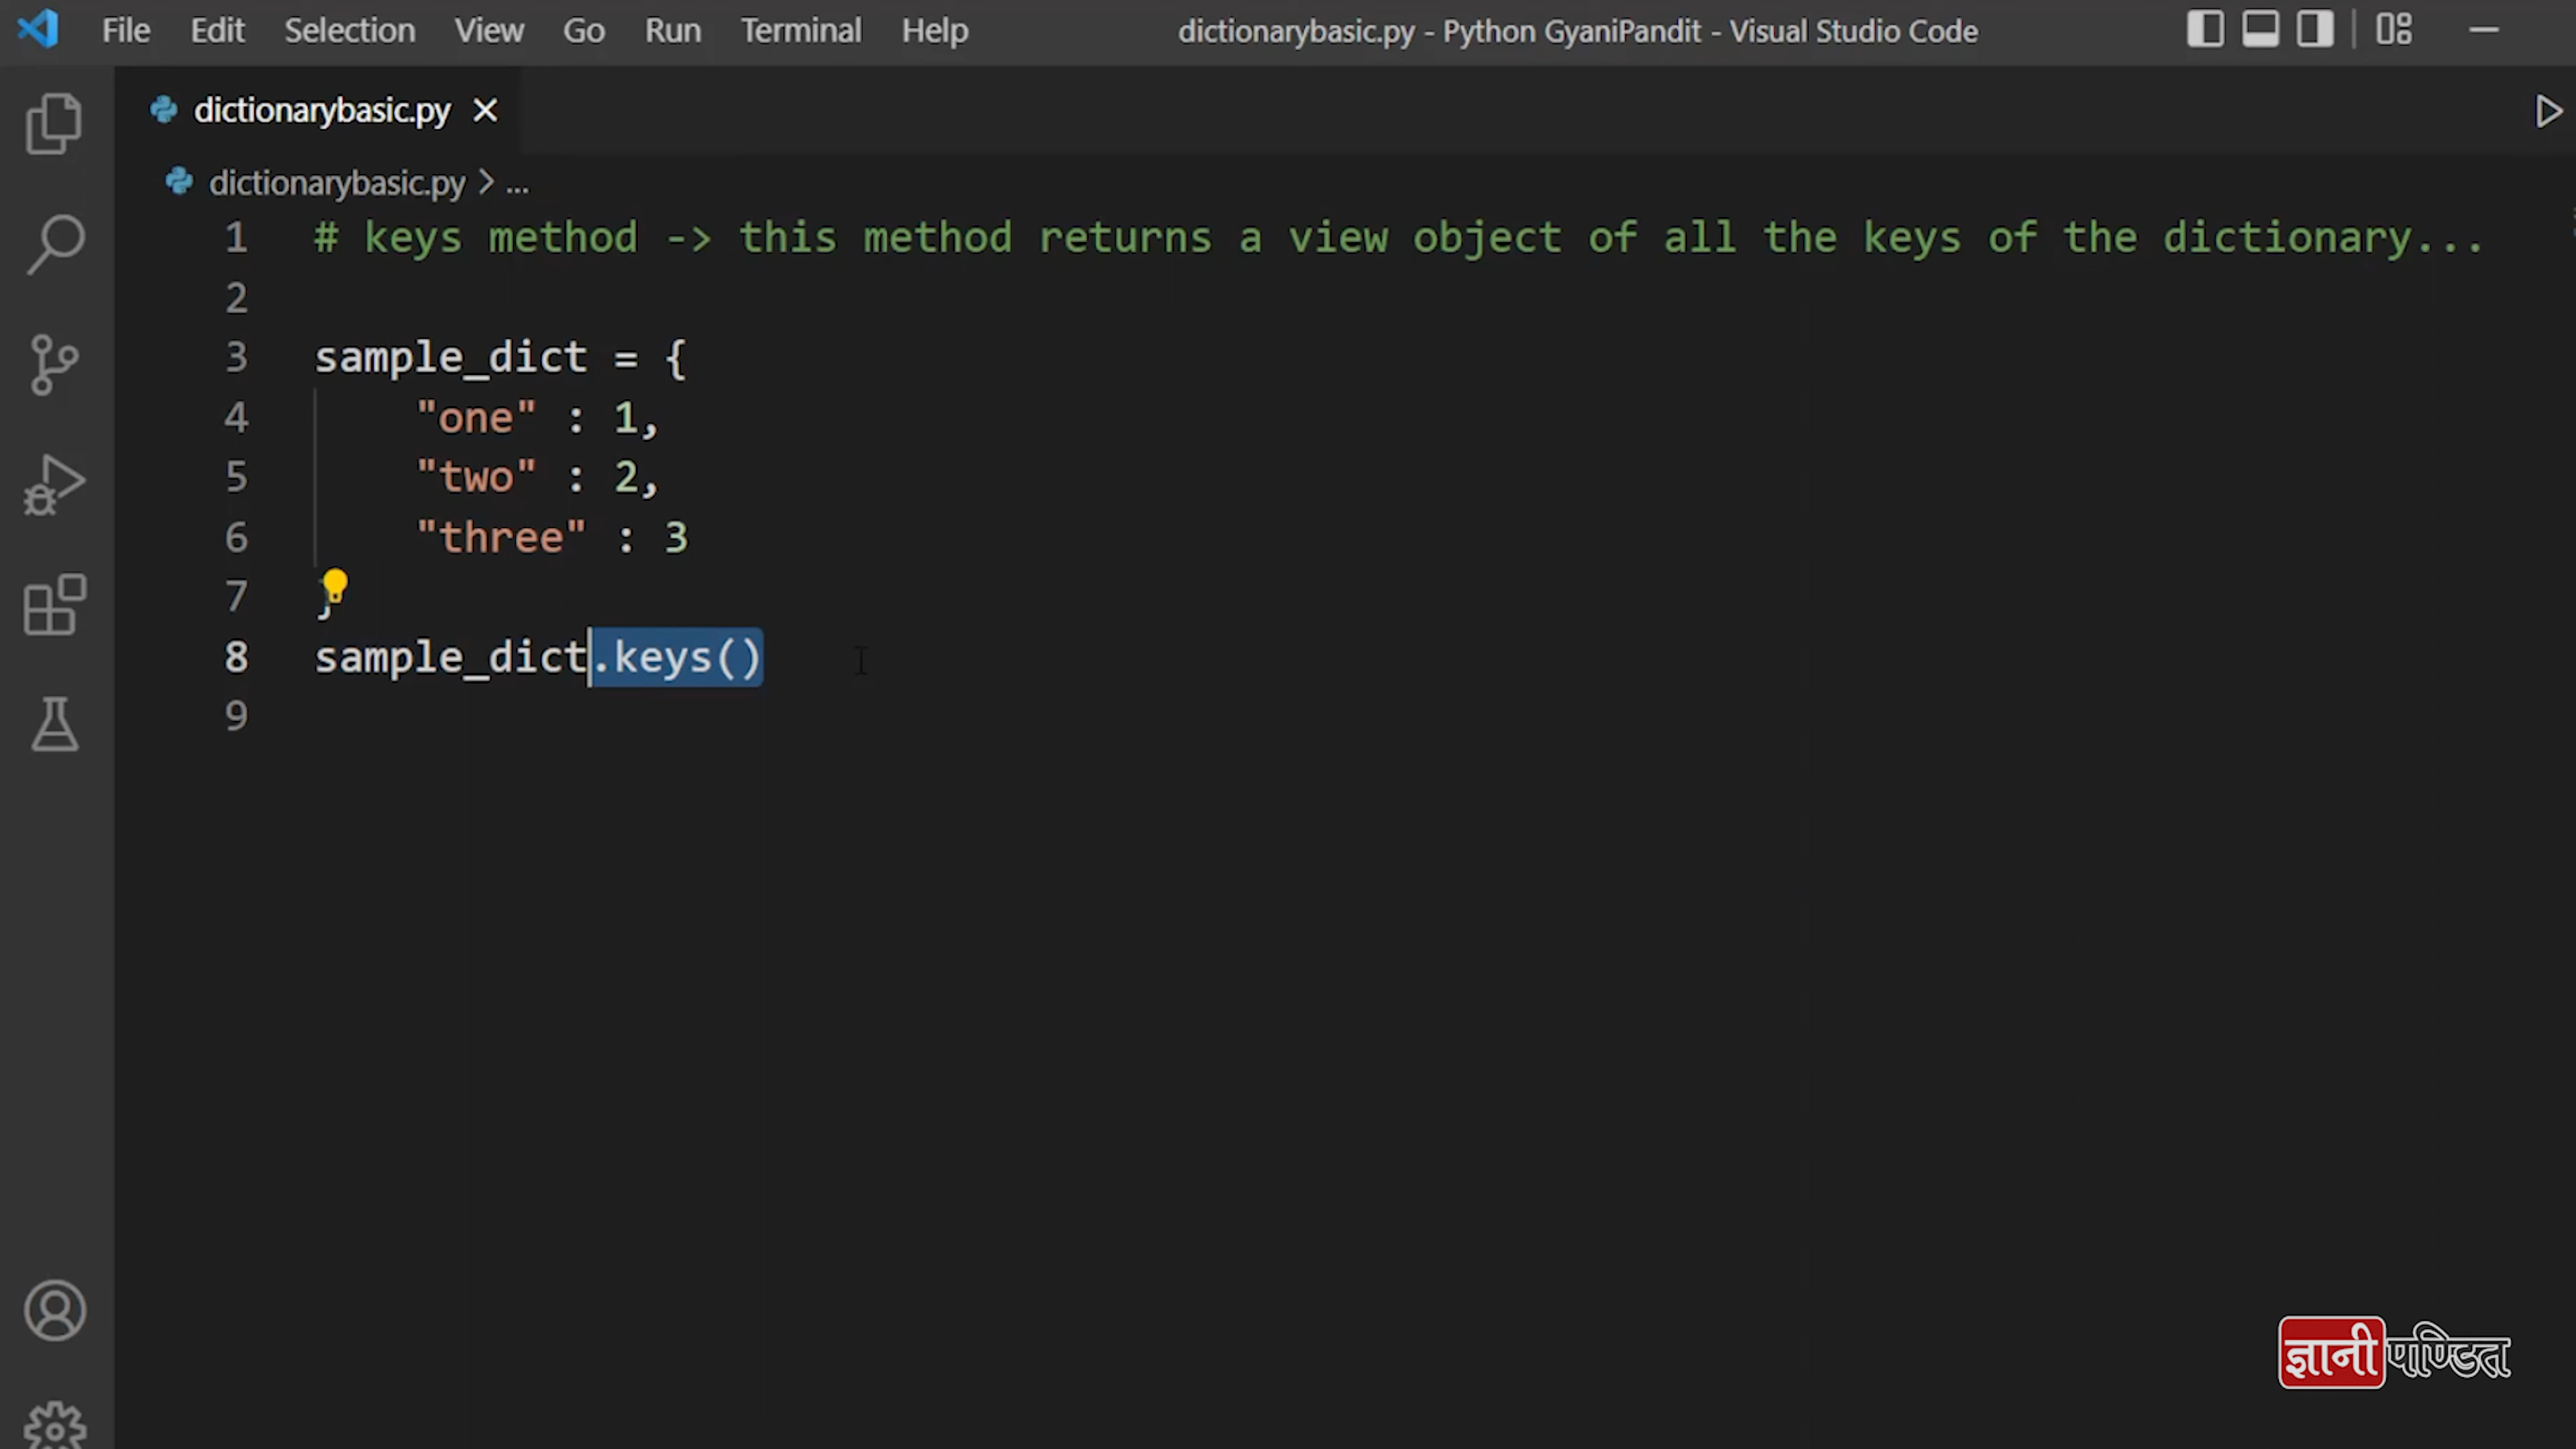 File Edit Selection View Go Run Terminal Help dictionarybasic.py - Python GyaniPandit - Visual Studio Code
dictionarybasic.py
dictionarybasic.py > ...
1 # keys method -> this method returns a view object of all the keys of the dictionary...
2
3 sample_dict = {
4 "one" : 1,
5 "two" : 2,
6 "three" : 3
7 }
8 sample_dict.keys()
9
ज्ञानी पण्डित